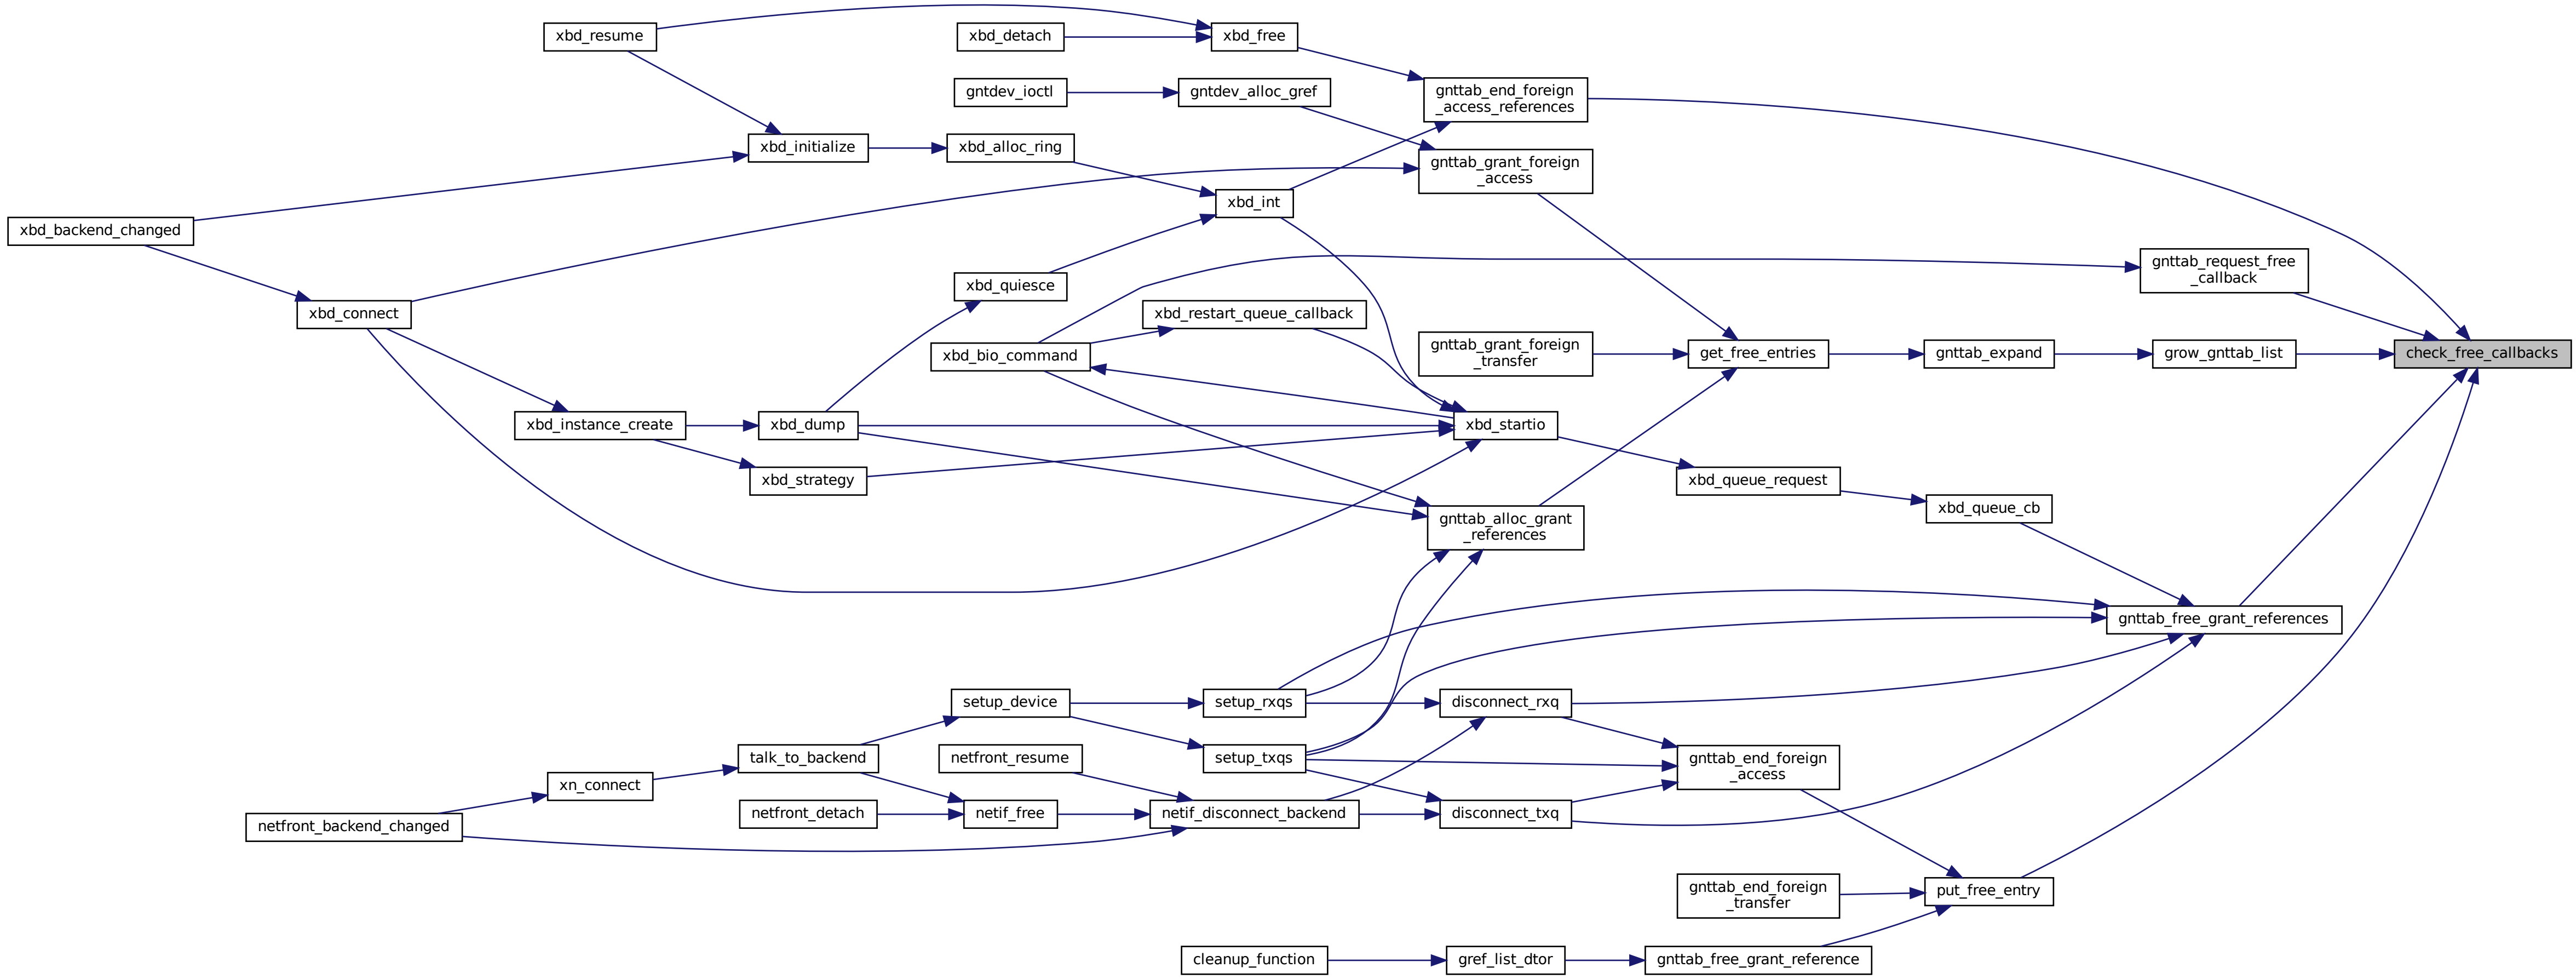 xbd_resume
xbd_detach
xbd_free
gntdev_ioctl
gntdev_alloc_gref
gnttab_end_foreign
_access_references
xbd_initialize
xbd_alloc_ring
gnttab_grant_foreign
_access
xbd_int
xbd_backend_changed
gnttab_request_free
_callback
xbd_quiesce
xbd_connect
xbd_restart_queue_callback
xbd_bio_command
gnttab_grant_foreign
_transfer
get_free_entries
gnttab_expand
grow_gnttab_list
check_free_callbacks
xbd_instance_create
xbd_dump
xbd_startio
xbd_strategy
xbd_queue_request
xbd_queue_cb
gnttab_alloc_grant
_references
gnttab_free_grant_references
setup_device
setup_rxqs
disconnect_rxq
talk_to_backend
netfront_resume
setup_txqs
gnttab_end_foreign
_access
xn_connect
netfront_detach
netif_free
netif_disconnect_backend
disconnect_txq
netfront_backend_changed
gnttab_end_foreign
_transfer
put_free_entry
cleanup_function
gref_list_dtor
gnttab_free_grant_reference